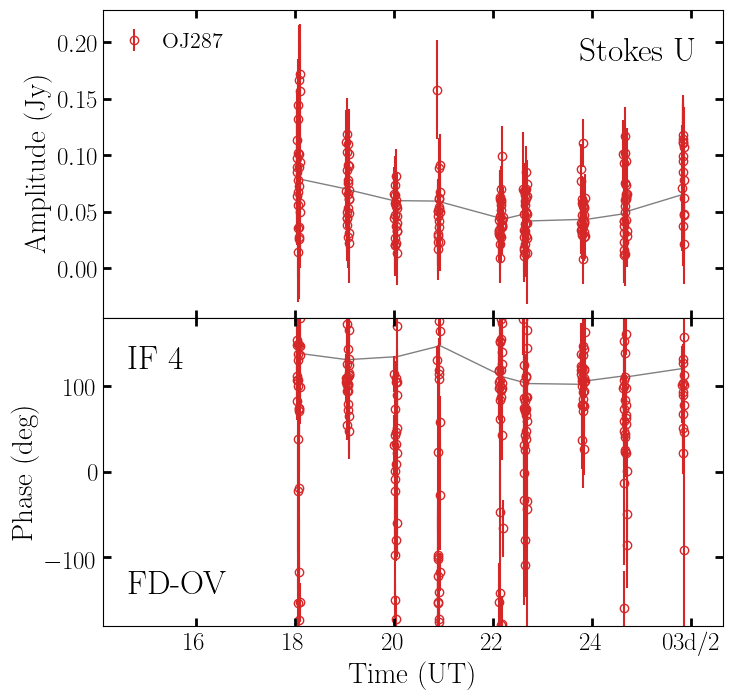 OJ287
Stokes U
Amplitude (Jy)
0.20
0.15
0.10
0.05
0.00
IF 4
FD-OV
Phase (deg)
100
0
−100
16
18
20
22
24
03d/2
Time (UT)